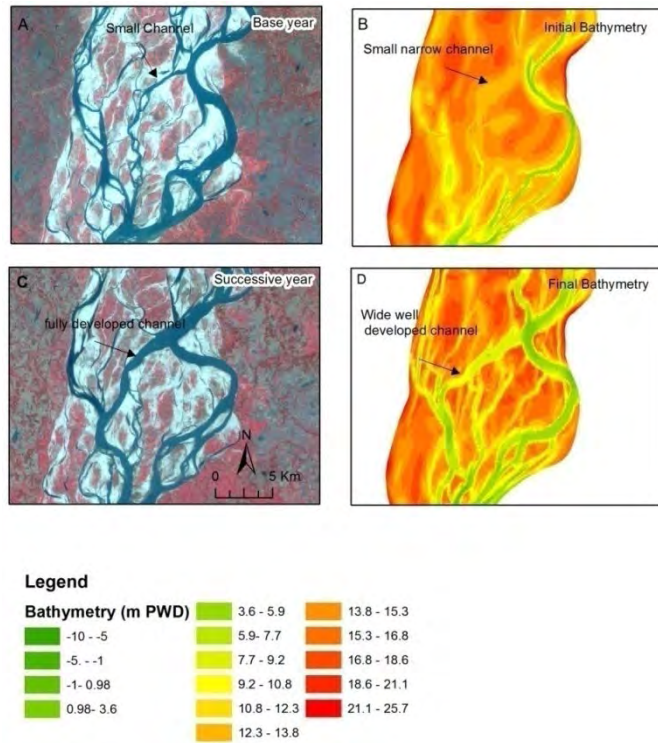 A
Small Channel
Base year
B
Initial Bathymetry
Small narrow channel
C
Successive year
fully developed channel
N
0 5 Km
D
Final Bathymetry
Wide well
developed channel
Legend
Bathymetry (m PWD)
-10 - -5
-5. - -1
-1- 0.98
0.98- 3.6
3.6 - 5.9
5.9- 7.7
7.7 - 9.2
9.2 - 10.8
10.8 - 12.3
12.3 - 13.8
13.8 - 15.3
15.3 - 16.8
16.8 - 18.6
18.6 - 21.1
21.1 - 25.7